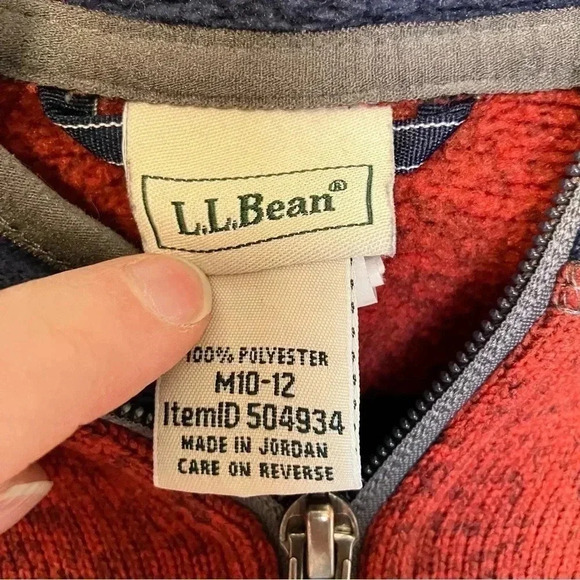 L.L.Bean®
100% POLYESTER
M10-12
ItemID 504934
MADE IN JORDAN
CARE ON REVERSE